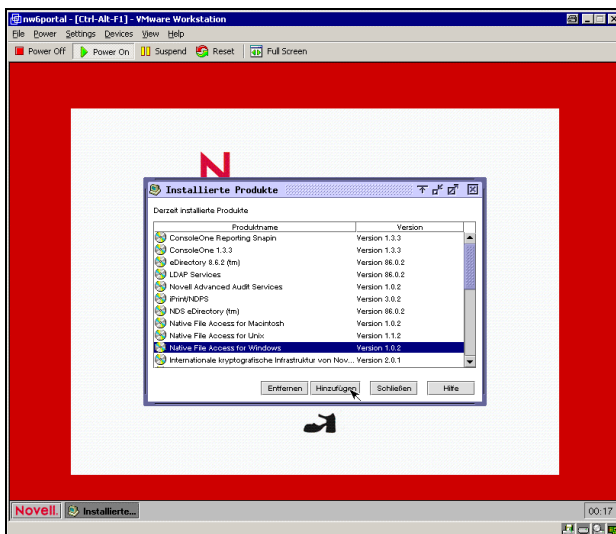 nw6portal - [Ctrl-Alt-F1] - VMware Workstation
File Power Settings Devices View Help
Power Off Power On Suspend Reset Full Screen
N
Installierte Produkte
Derzeit installierte Produkte
Produktname Version
ConsoleOne Reporting Snapin Version 1.3.3
ConsoleOne 1.3.3 Version 1.3.3
eDirectory 8.6.2 (tm) Version 86.0.2
LDAP Services Version 86.0.2
Novell Advanced Audit Services Version 1.0.2
iPrint/NDPS Version 3.0.2
NDS eDirectory (tm) Version 86.0.2
Native File Access for Macintosh Version 1.0.2
Native File Access for Unix Version 1.1.2
Native File Access for Windows Version 1.0.2
Internationale kryptografische Infrastruktur von Nov... Version 2.0.1
Entfernen Hinzufügen Schließen Hilfe
Novell. Installierte... 00:17